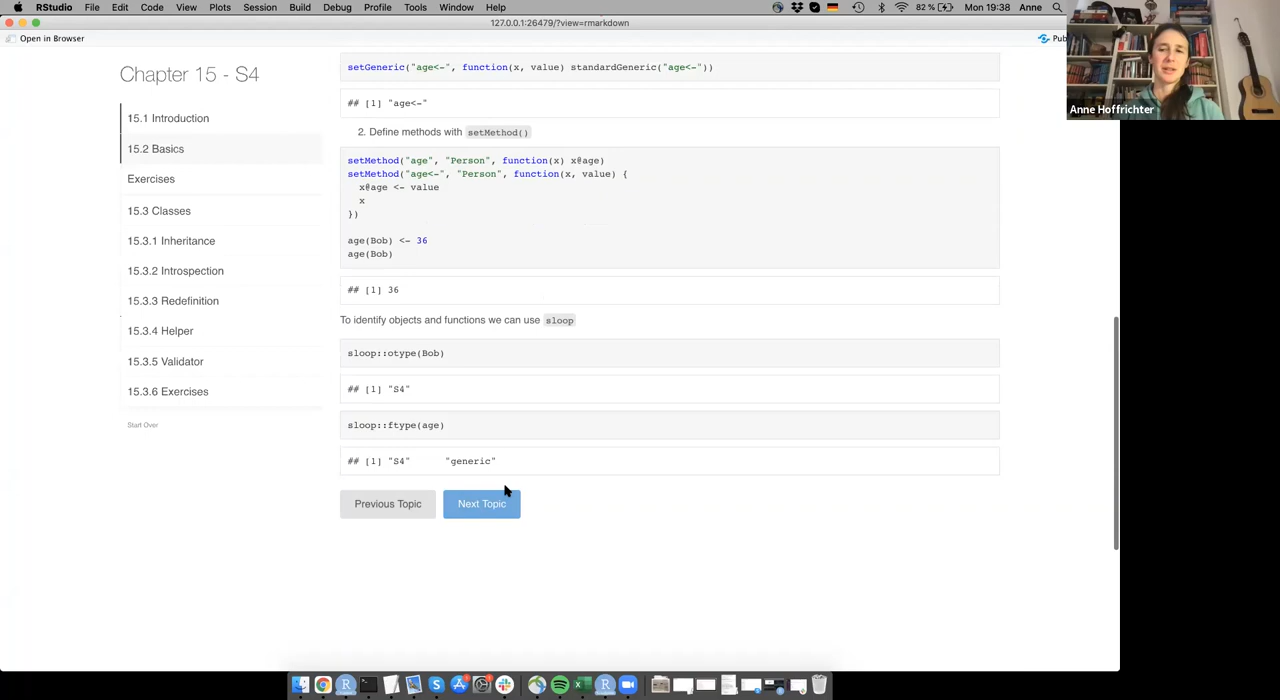 RStudio File Edit Code View Plots Session Build Debug Profile Tools Window Help 82 % Mon 19:38 Anne
127.0.0.1:26479/?view=rmarkdown
Open in Browser
Anne Hoffrichter
Chapter 15 - S4
15.1 Introduction
15.2 Basics
Exercises
15.3 Classes
15.3.1 Inheritance
15.3.2 Introspection
15.3.3 Redefinition
15.3.4 Helper
15.3.5 Validator
15.3.6 Exercises
Start Over
setGeneric("age<-", function(x, value) standardGeneric("age<-"))
## [1] "age<-"
2. Define methods with setMethod()
setMethod("age", "Person", function(x) x@age)
setMethod("age<-", "Person", function(x, value) {
x@age <- value
x
})
age(Bob) <- 36
age(Bob)
## [1] 36
To identify objects and functions we can use sloop
sloop::otype(Bob)
## [1] "S4"
sloop::ftype(age)
## [1] "S4" "generic"
Previous Topic Next Topic